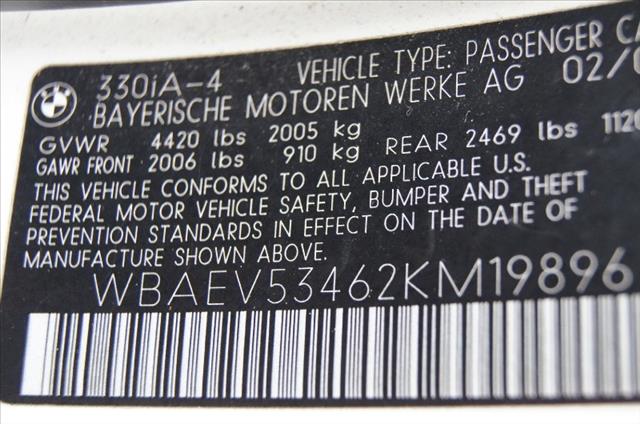 330iA-4 VEHICLE TYPE: PASSENGER
BAYERISCHE MOTOREN WERKE AG 02/
GVWR 4420 lbs 2005 kg
GAWR FRONT 2006 lbs 910 kg REAR 2469 lbs 1120
THIS VEHICLE CONFORMS TO ALL APPLICABLE U.S.
FEDERAL MOTOR VEHICLE SAFETY, BUMPER AND THEFT
PREVENTION STANDARDS IN EFFECT ON THE DATE OF
MANUFACTURE SHOWN ABOVE.
WBAEV53462KM19896